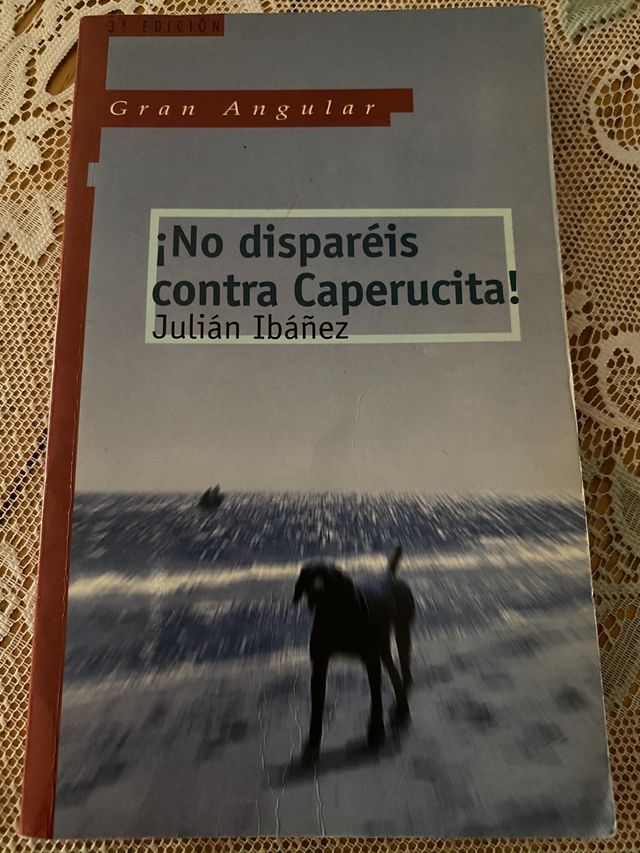 3ª EDICIÓN
Gran Angular
¡No disparéis
contra Caperucita!
Julián Ibáñez